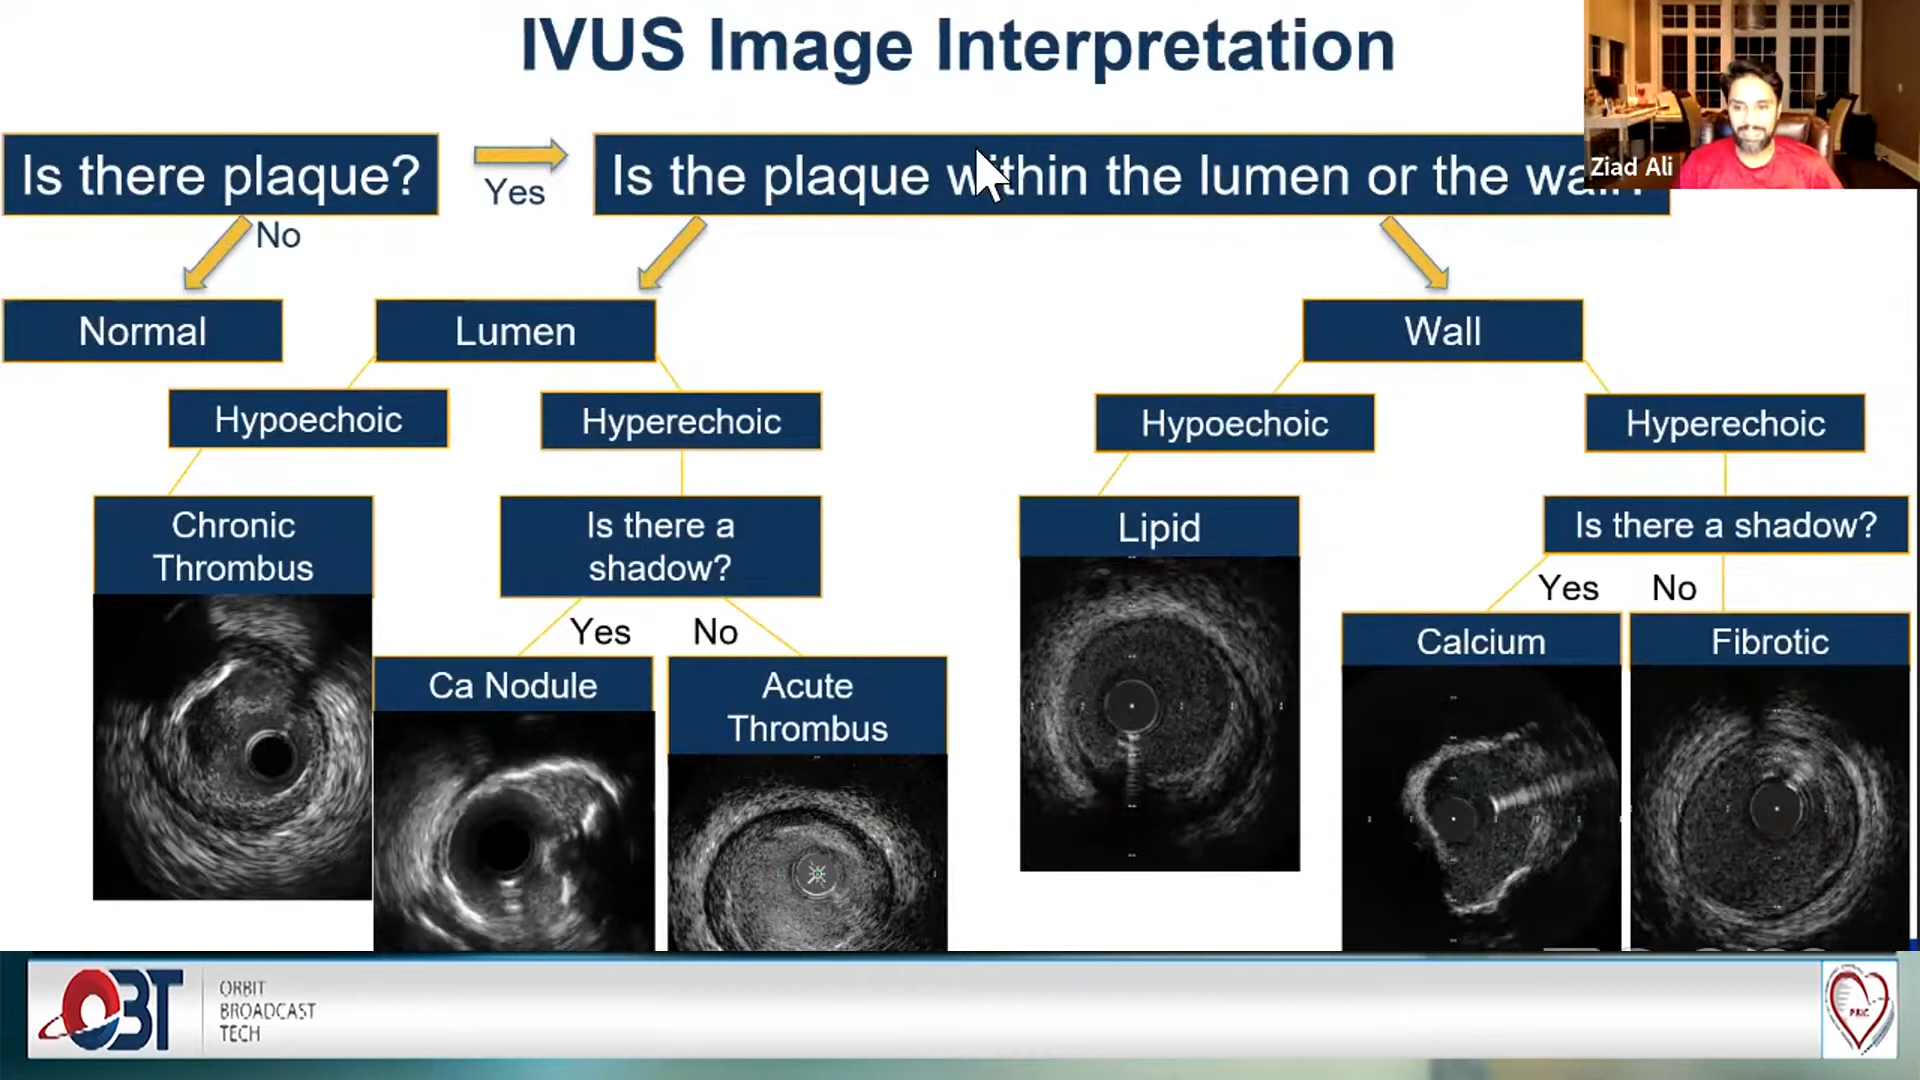 IVUS Image Interpretation
Ziad Ali
Is there plaque?
Yes
Is the plaque within the lumen or the
No
Normal
Lumen
Wall
Hypoechoic
Hyperechoic
Hypoechoic
Hyperechoic
Chronic
Thrombus
Is there a
shadow?
Lipid
Is there a shadow?
Yes
No
Yes
No
Ca Nodule
Acute
Thrombus
Calcium
Fibrotic
OBT
ORBIT
BROADCAST
TECH